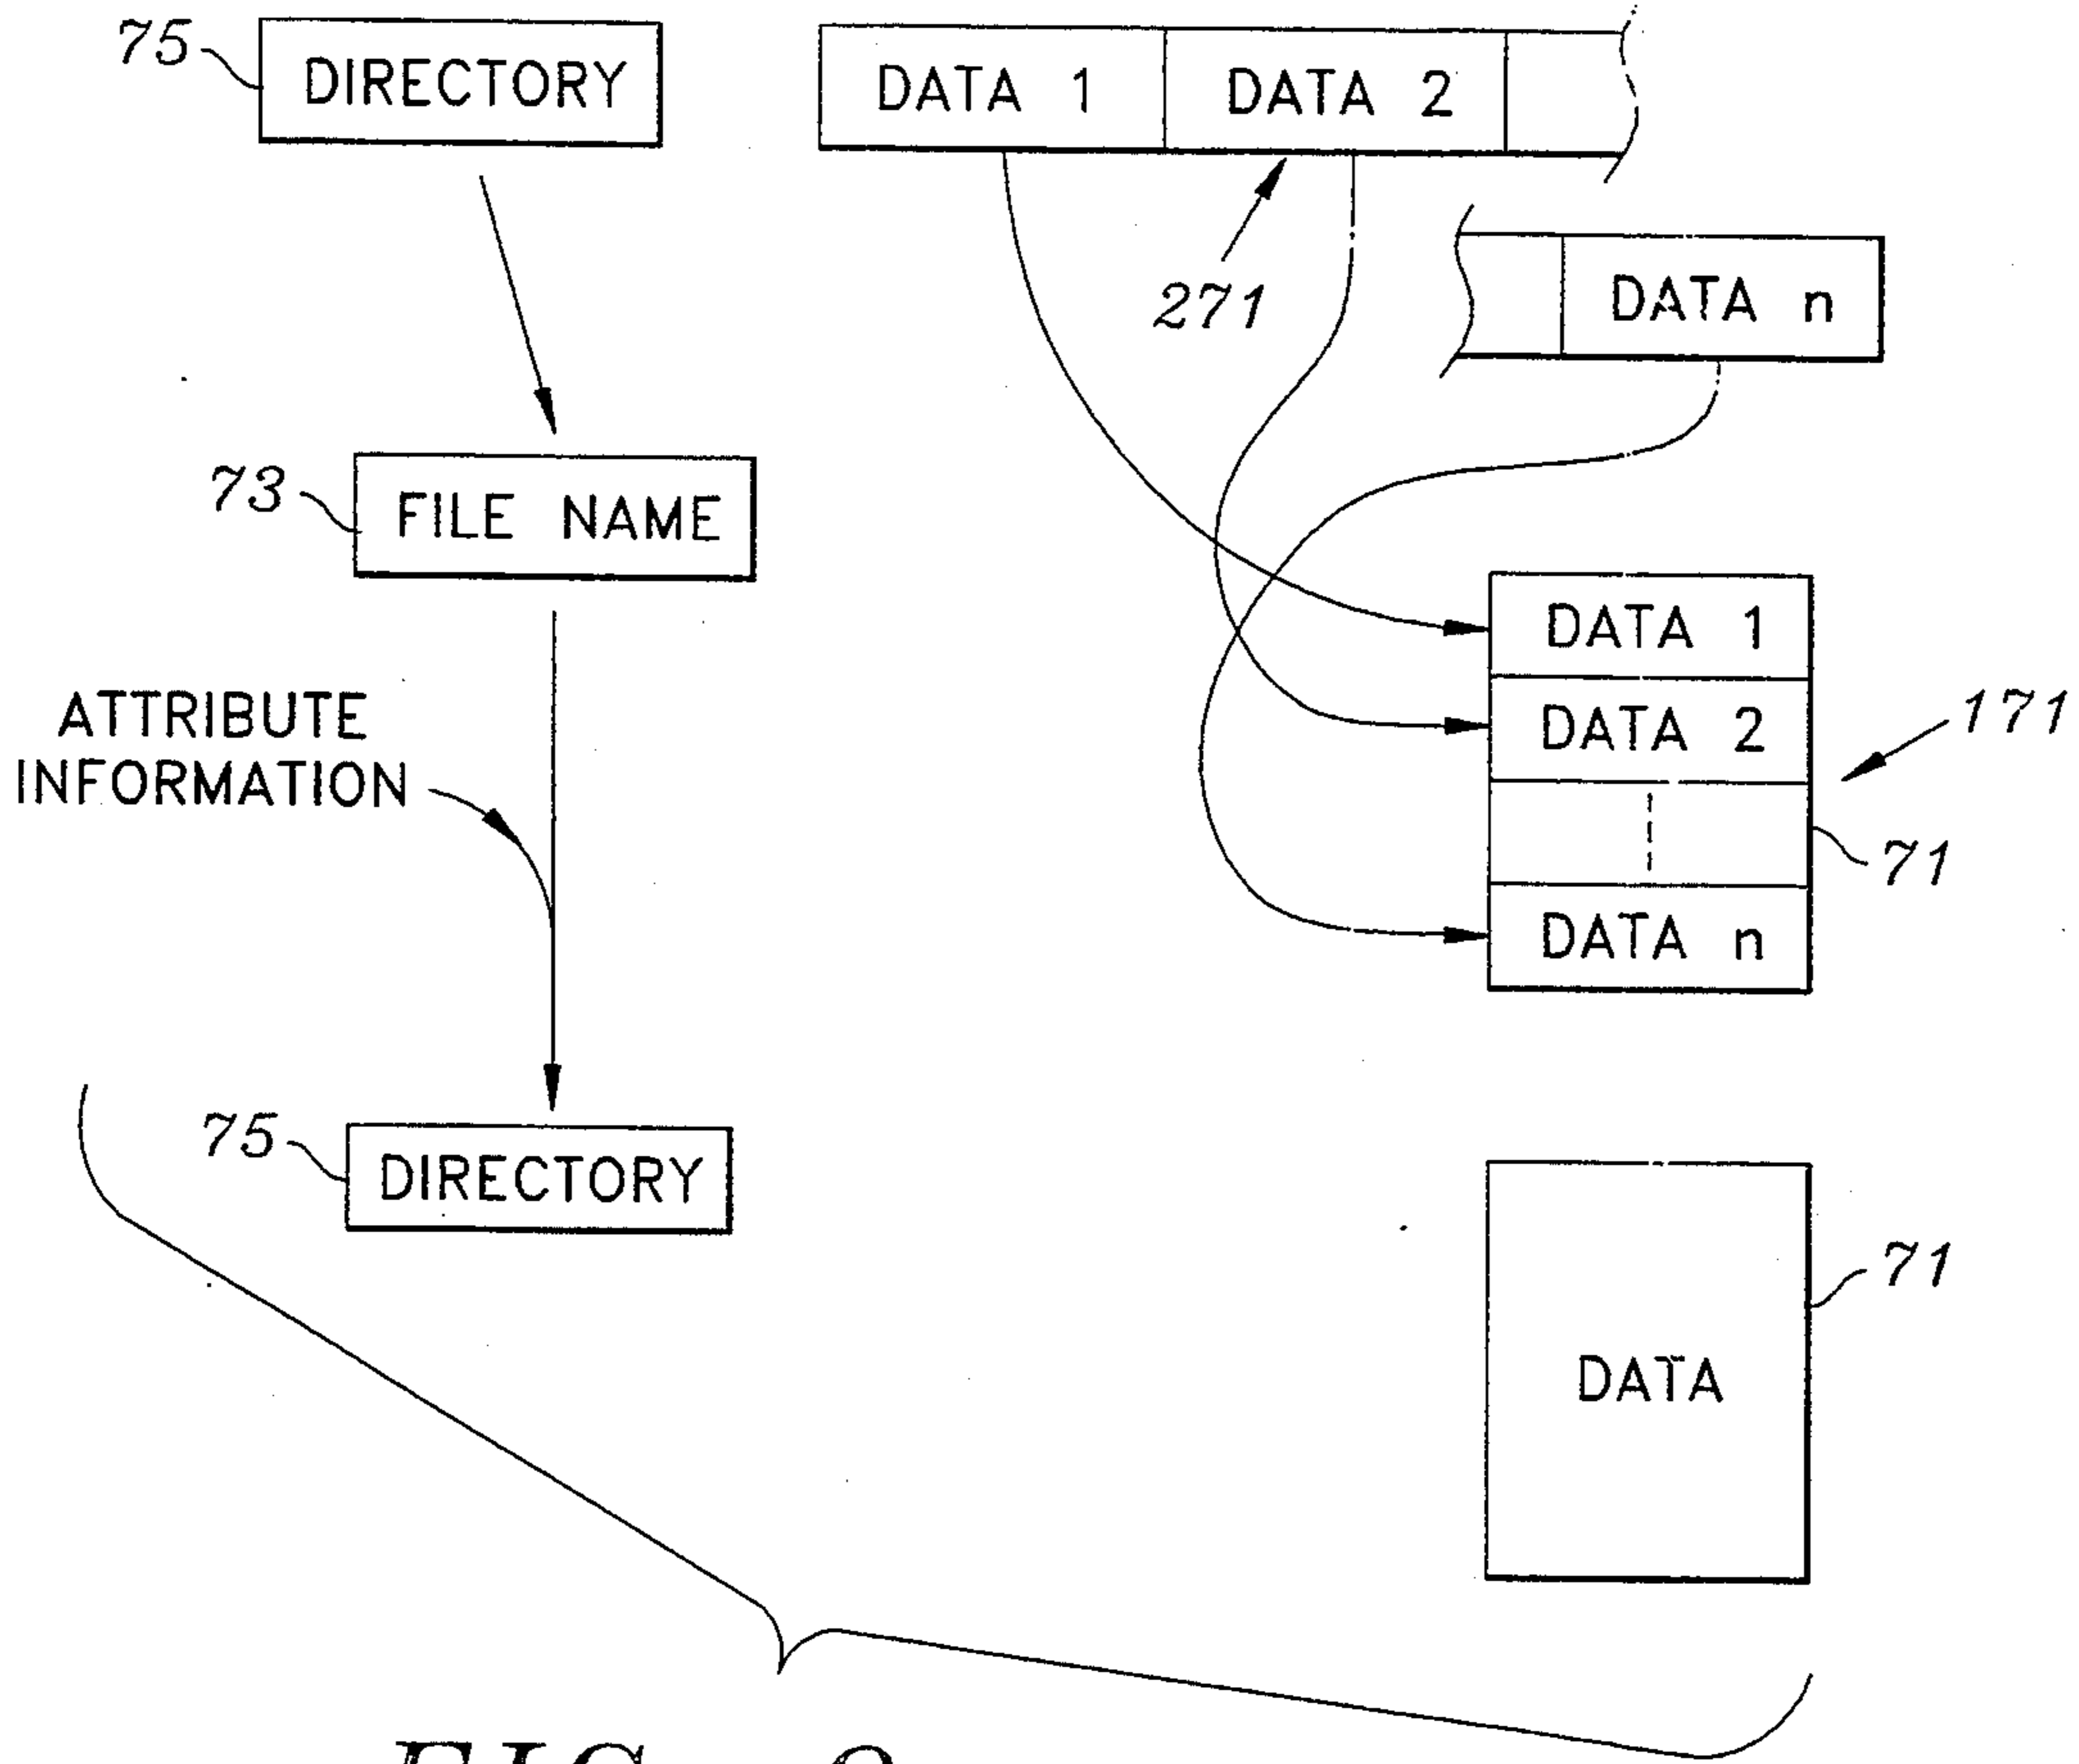 75
DIRECTORY
DATA 1
DATA 2
271
DATA n
73
FILE NAME
ATTRIBUTE
INFORMATION
DATA 1
DATA 2
171
71
DATA n
75
DIRECTORY
71
DATA
FIG.